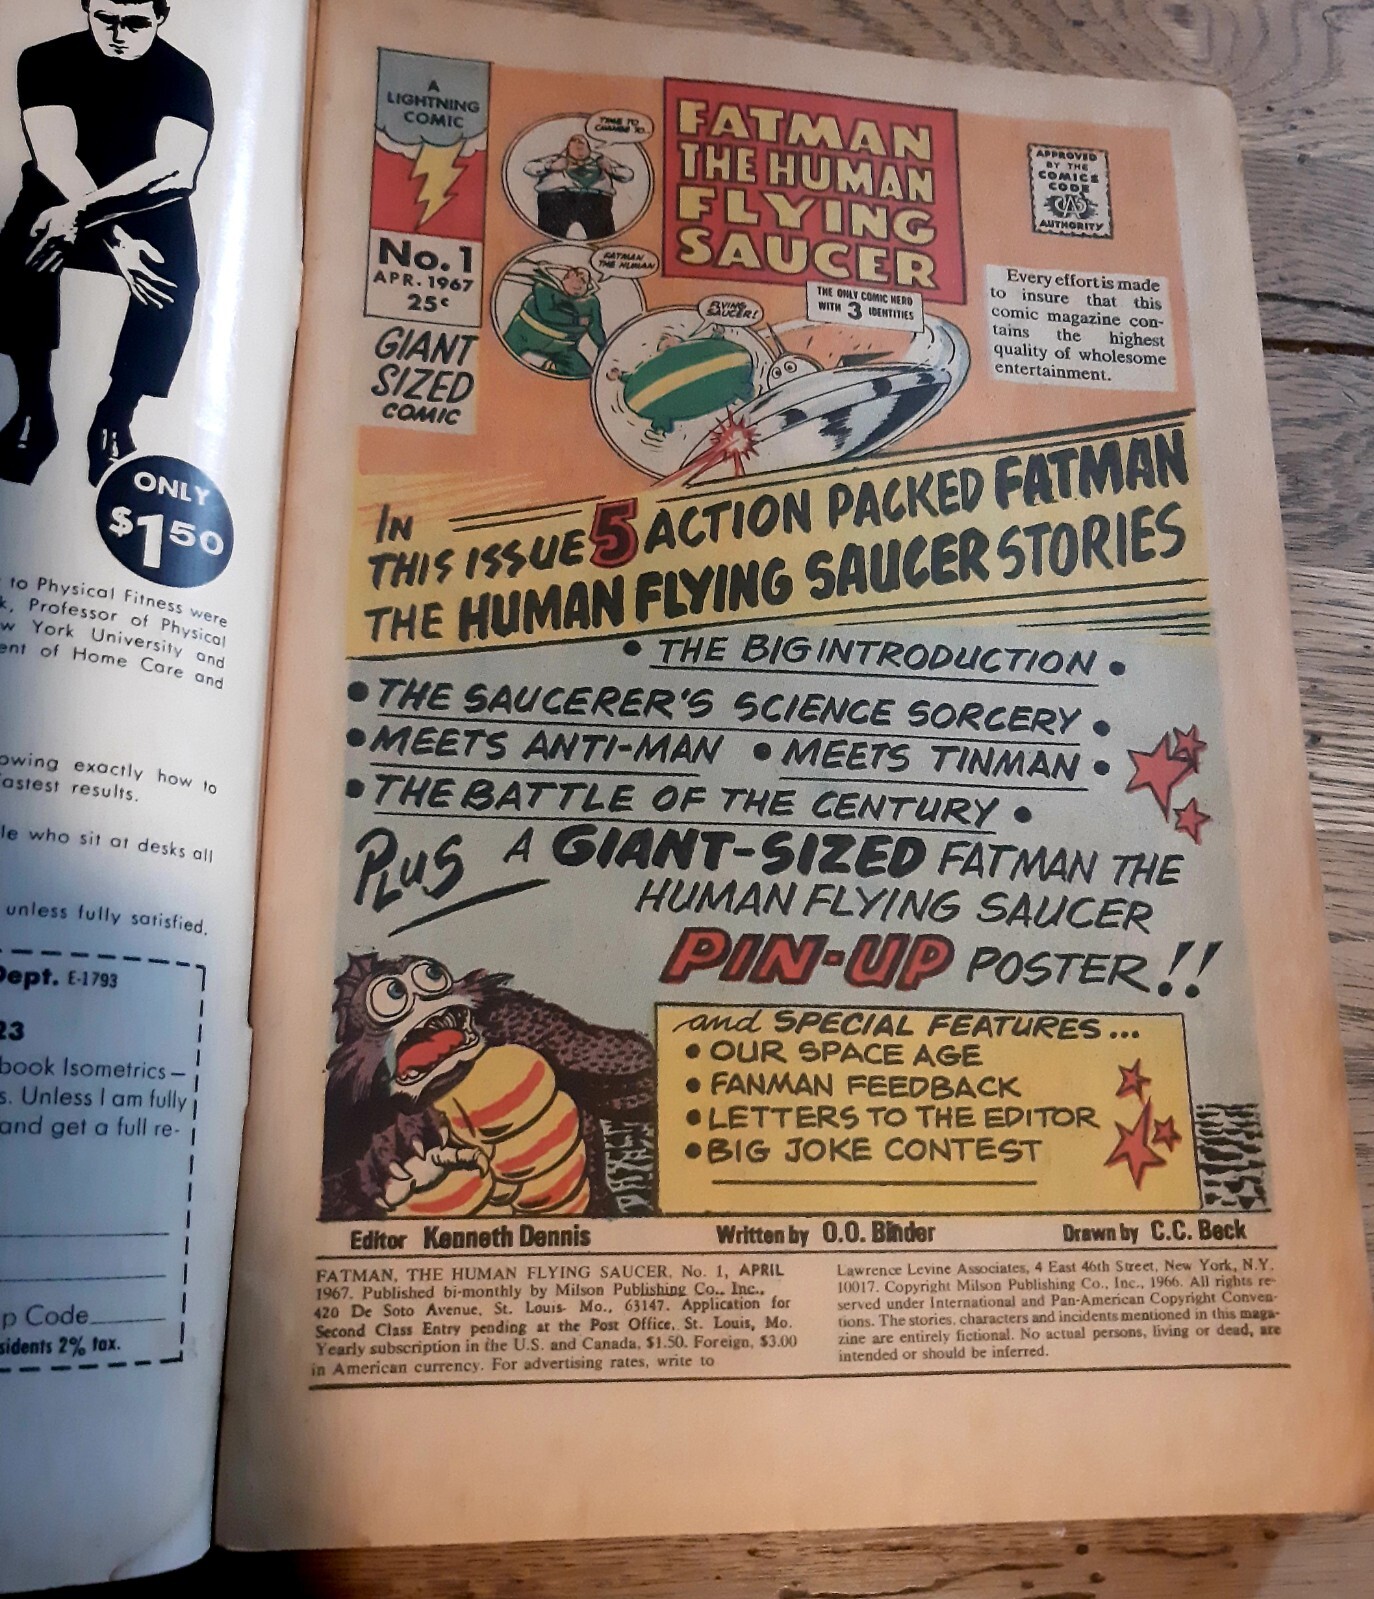 ONLY
$1.50
to Physical Fitness were
Professor of Physical
York University and
of Home Care and
exactly how to
results.
who sit at desks all
unless fully satisfied.
Dept. E-1793
23
book Isometrics—
Unless I am fully
and get a full re-
Code
2% tax.
A
LIGHTNING
COMIC
No. 1
APR. 1967
25¢
GIANT
SIZED
COMIC
TIME TO
CHANGE TO...
FATMAN
THE HUMAN
FLYING
SAUCER!
FATMAN
THE HUMAN
FLYING
SAUCER
THE ONLY COMIC HERO
WITH 3 IDENTITIES
APPROVED
BY THE
COMICS
CODE
CA
AUTHORITY
Every effort is made
to insure that this
comic magazine con-
tains the highest
quality of wholesome
entertainment.
IN
THIS ISSUE 5 ACTION PACKED FATMAN
THE HUMAN FLYING SAUCER STORIES
• THE BIG INTRODUCTION •
• THE SAUCERER'S SCIENCE SORCERY •
• MEETS ANTI-MAN • MEETS TINMAN •
• THE BATTLE OF THE CENTURY •
PLUS A GIANT-SIZED FATMAN THE
HUMAN FLYING SAUCER
PIN-UP POSTER!!
and SPECIAL FEATURES...
• OUR SPACE AGE
• FANMAN FEEDBACK
• LETTERS TO THE EDITOR
• BIG JOKE CONTEST
Editor Kenneth Dennis Written by O.O. Binder Drawn by C.C. Beck
FATMAN, THE HUMAN FLYING SAUCER, No. 1, APRIL
1967. Published bi-monthly by Milson Publishing Co., Inc.,
420 De Soto Avenue, St. Louis, Mo., 63147. Application for
Second Class Entry pending at the Post Office, St. Louis, Mo.
Yearly subscription in the U.S. and Canada, $1.50. Foreign, $3.00
in American currency. For advertising rates, write to
Lawrence Levine Associates, 4 East 46th Street, New York, N.Y.
10017. Copyright Milson Publishing Co., Inc., 1966. All rights re-
served under International and Pan-American Copyright Conven-
tions. The stories, characters and incidents mentioned in this maga-
zine are entirely fictional. No actual persons, living or dead, are
intended or should be inferred.